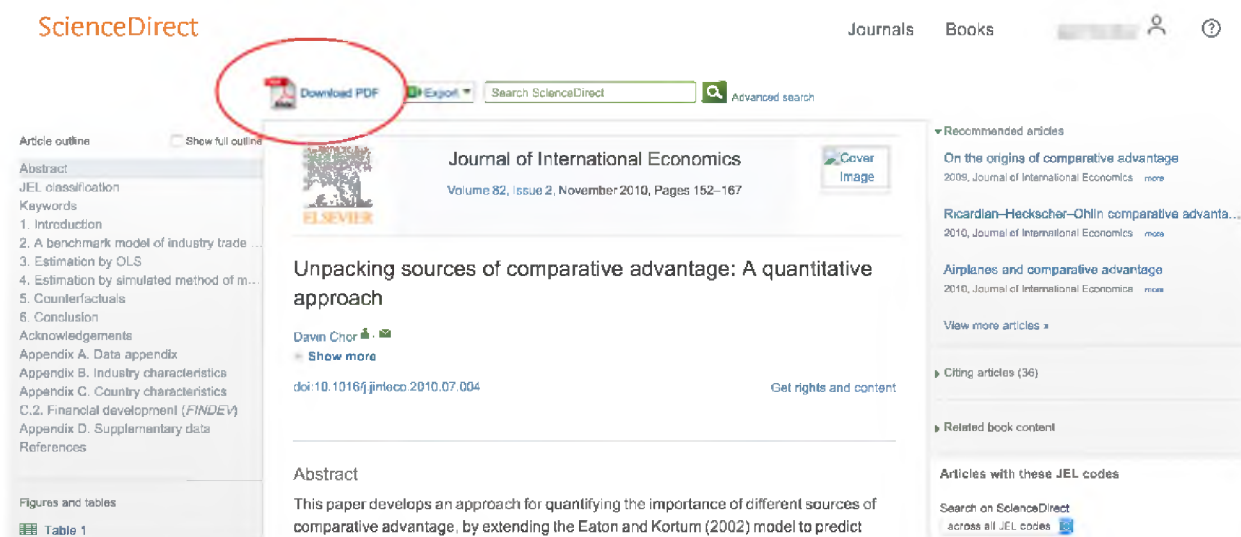 ScienceDirect
Journals Books
Download PDF Export Search ScienceDirect Advanced search
Article outline Show full outline
Abstract
JEL classification
Keywords
1. Introduction
2. A benchmark model of industry trade ...
3. Estimation by OLS
4. Estimation by simulated method of m...
5. Counterfactuals
6. Conclusion
Acknowledgements
Appendix A. Data appendix
Appendix B. Industry characteristics
Appendix C. Country characteristics
C.2. Financial development (FINDEV)
Appendix D. Supplementary data
References
Figures and tables
Table 1
ELSEVIER
Journal of International Economics
Volume 82, Issue 2, November 2010, Pages 152–167
Cover
Image
Unpacking sources of comparative advantage: A quantitative
approach
Davin Chor
Show more
doi:10.1016/j.jinteco.2010.07.004
Get rights and content
Abstract
This paper develops an approach for quantifying the importance of different sources of
comparative advantage, by extending the Eaton and Kortum (2002) model to predict
Recommended articles
On the origins of comparative advantage
2009, Journal of International Economics more
Ricardian–Heckscher–Ohlin comparative advanta...
2010, Journal of International Economics more
Airplanes and comparative advantage
2010, Journal of International Economics more
View more articles »
Citing articles (36)
Related book content
Articles with these JEL codes
Search on ScienceDirect
across all JEL codes